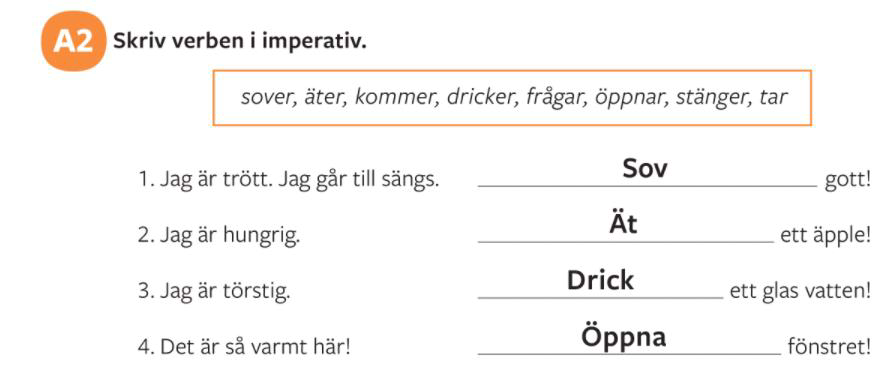 A2 Skriv verben i imperativ.
sover, äter, kommer, dricker, frågar, öppnar, stänger, tar
1. Jag är trött. Jag går till sängs. Sov gott!
2. Jag är hungrig. Ät ett äpple!
3. Jag är törstig. Drick ett glas vatten!
4. Det är så varmt här! Öppna fönstret!